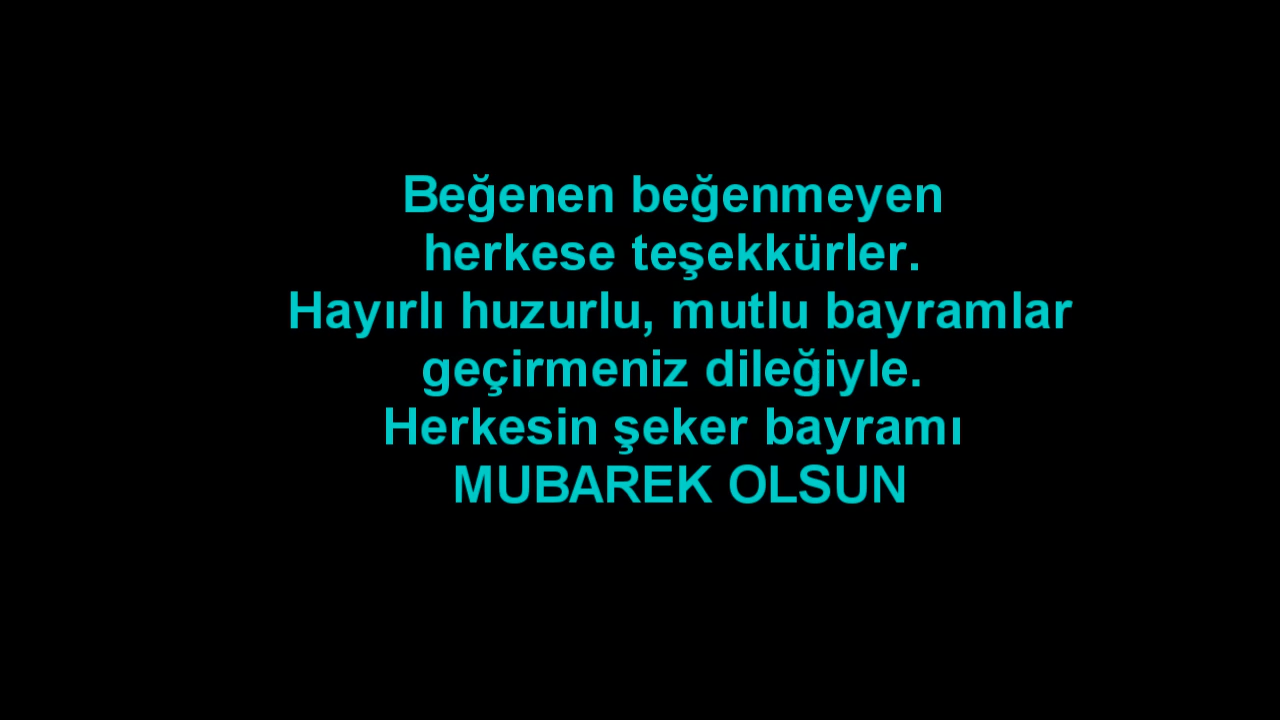 Beğenen beğenmeyen
herkese teşekkürler.
Hayırlı huzurlu, mutlu bayramlar
geçirmeniz dileğiyle.
Herkesin şeker bayramı
MUBAREK OLSUN